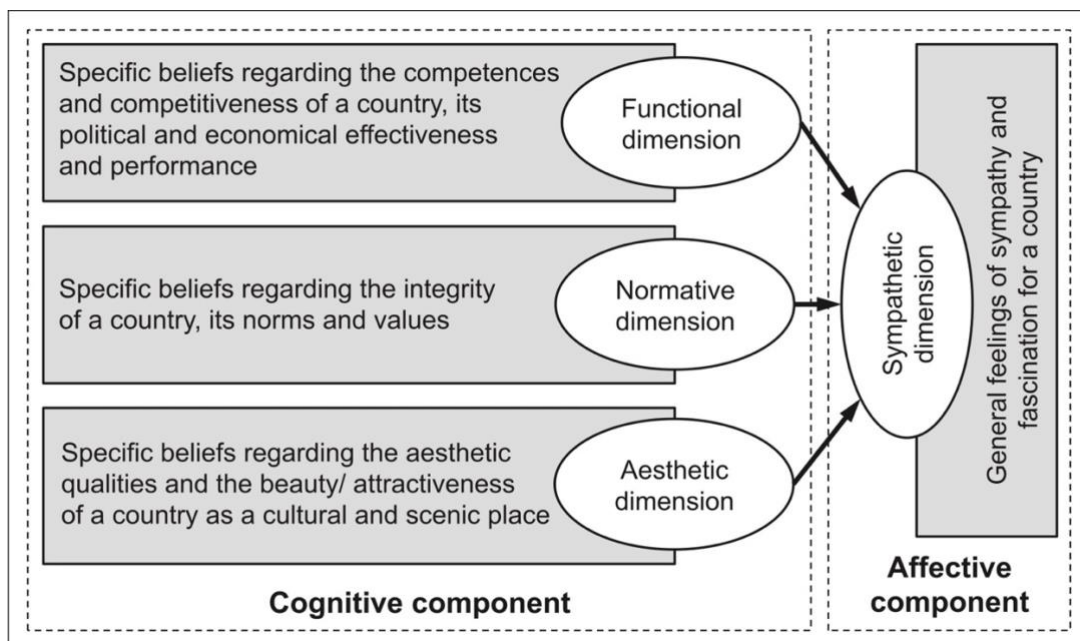 Specific beliefs regarding the competences
and competitiveness of a country, its
political and economical effectiveness
and performance
Functional
dimension
Specific beliefs regarding the integrity
of a country, its norms and values
Normative
dimension
Specific beliefs regarding the aesthetic
qualities and the beauty/ attractiveness
of a country as a cultural and scenic place
Aesthetic
dimension
Cognitive component
Sympathetic
dimension
General feelings of sympathy and
fascination for a country
Affective
component